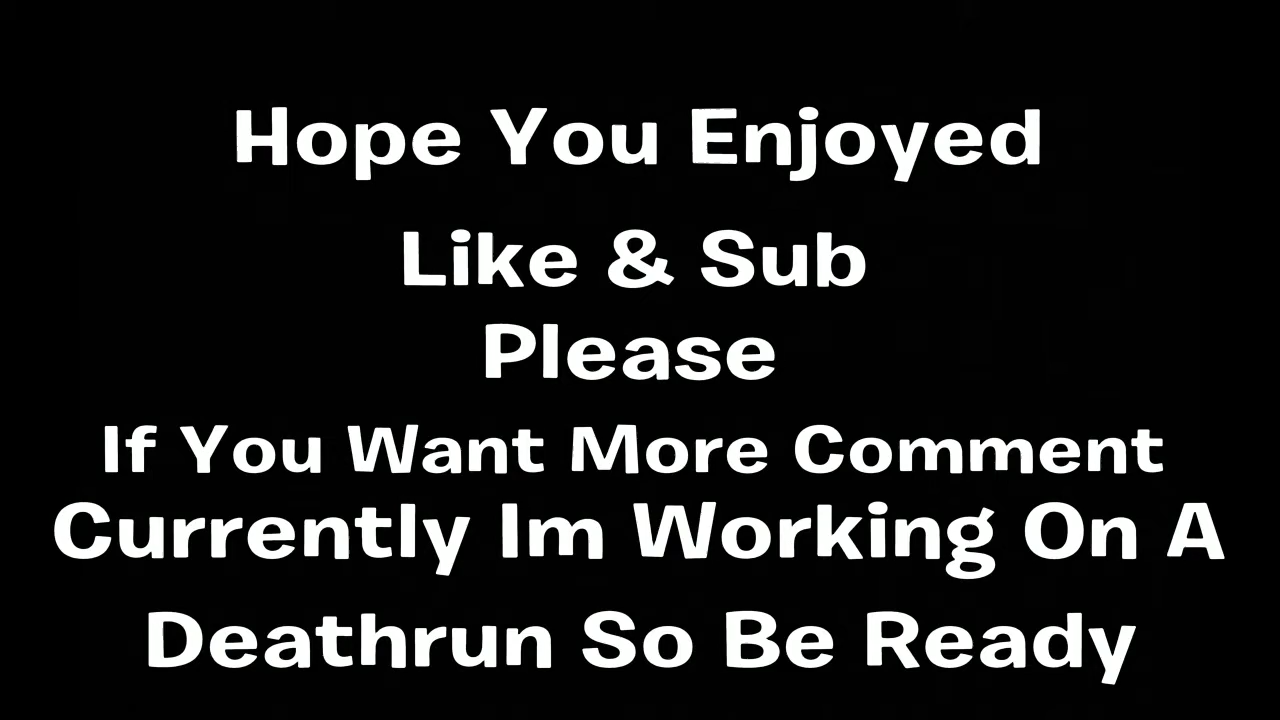 Hope You Enjoyed
Like & Sub
Please
If You Want More Comment
Currently Im Working On A
Deathrun So Be Ready